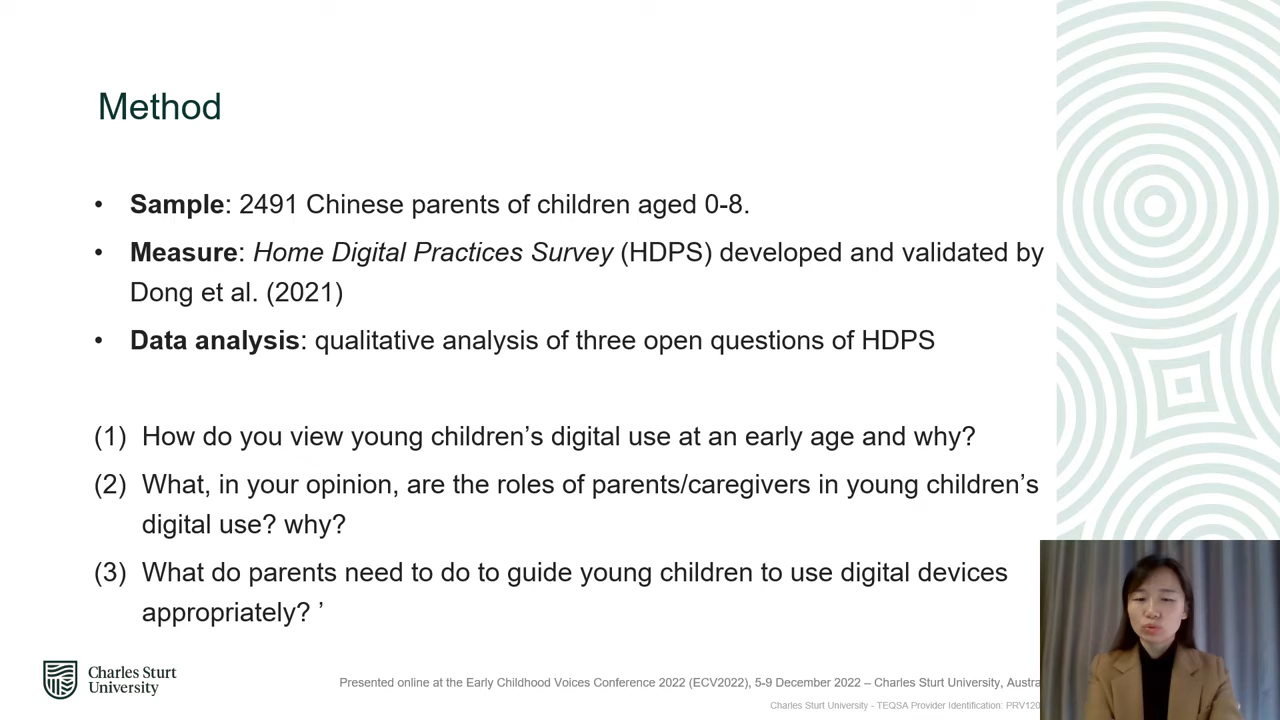 Method
• Sample: 2491 Chinese parents of children aged 0-8.
• Measure: Home Digital Practices Survey (HDPS) developed and validated by
Dong et al. (2021)
• Data analysis: qualitative analysis of three open questions of HDPS
(1) How do you view young children’s digital use at an early age and why?
(2) What, in your opinion, are the roles of parents/caregivers in young children’s
digital use? why?
(3) What do parents need to do to guide young children to use digital devices
appropriately? ’
Charles Sturt
University
Presented online at the Early Childhood Voices Conference 2022 (ECV2022), 5-9 December 2022 – Charles Sturt University, Austra
Charles Sturt University - TEQSA Provider Identification: PRV120